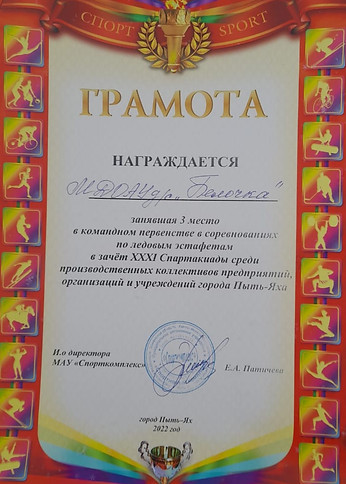 СПОРТ SPORT
ГРАМОТА
НАГРАЖДАЕТСЯ
МДОАУ д/с „Белочка"
занявшая 3 место
в командном первенстве в соревнованиях
по ледовым эстафетам
в зачёт XXXI Спартакиады среди
производственных коллективов предприятий,
организаций и учреждений города Пыть-Яха
И.о директора
МАУ «Спорткомплекс»
Е.А. Патичева
город Пыть-Ях
2022 год